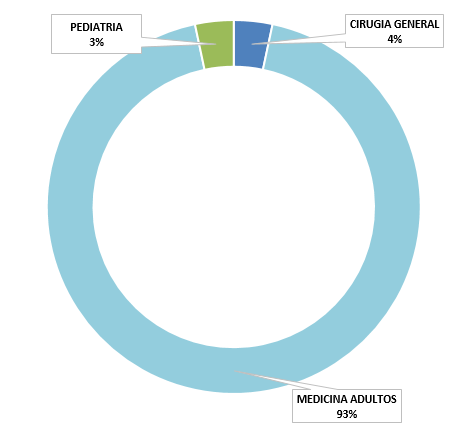 PEDIATRIA
3%
CIRUGIA GENERAL
4%
MEDICINA ADULTOS
93%